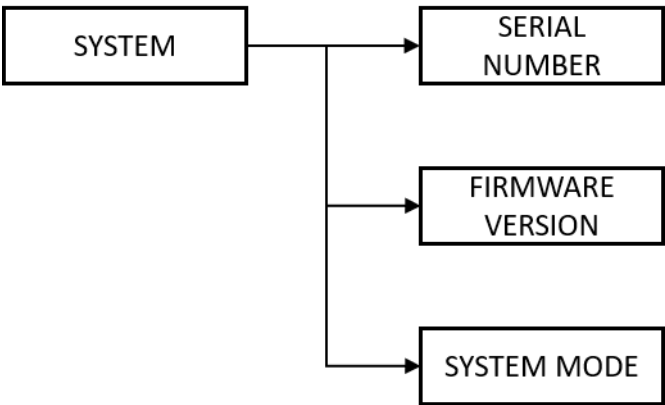 SYSTEM
SERIAL
NUMBER
FIRMWARE
VERSION
SYSTEM MODE